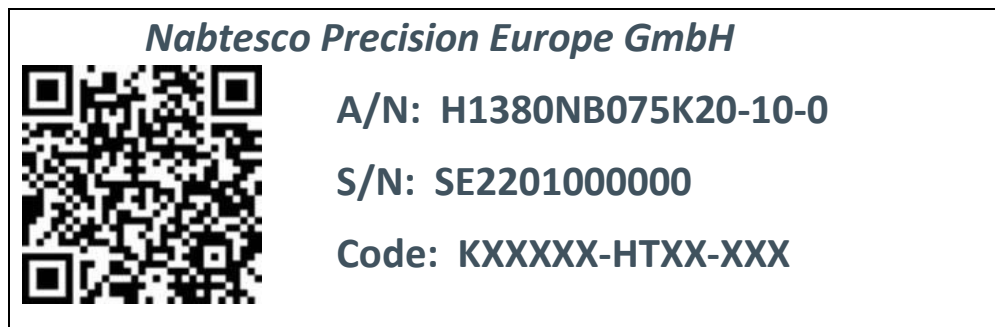 Nabtesco Precision Europe GmbH
A/N: H1380NB075K20-10-0
S/N: SE2201000000
Code: KXXXXX-HTXX-XXX